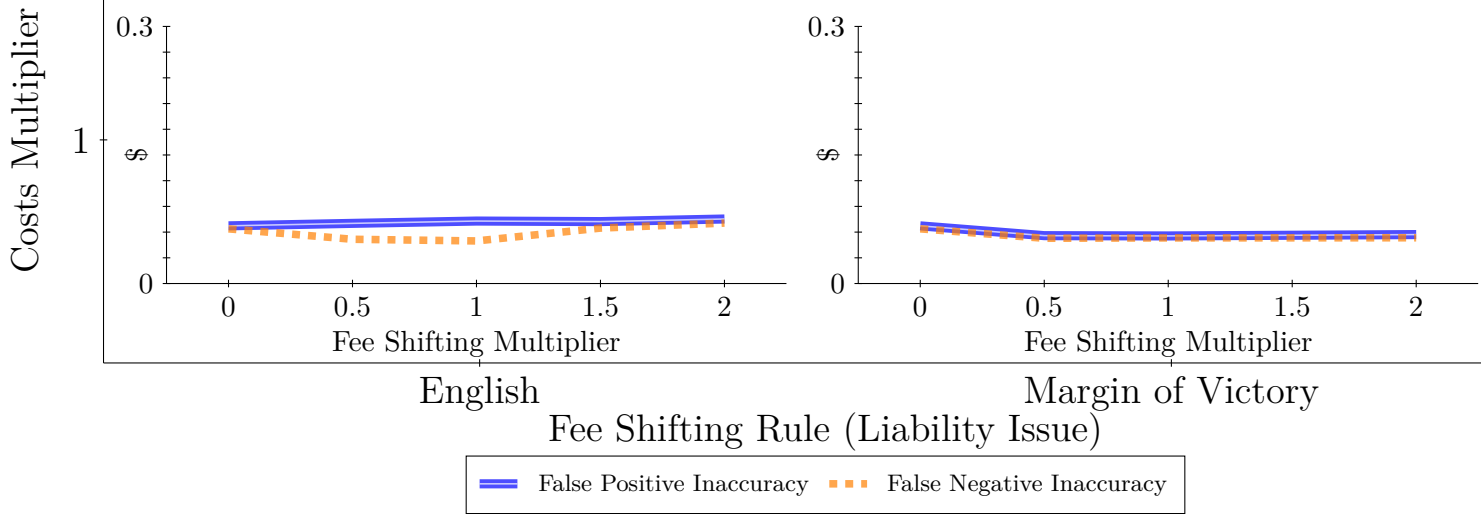 Costs Multiplier
1
0.3
$
0
0 0.5 1 1.5 2
Fee Shifting Multiplier
0.3
$
0
0 0.5 1 1.5 2
Fee Shifting Multiplier
English
Margin of Victory
Fee Shifting Rule (Liability Issue)
False Positive Inaccuracy False Negative Inaccuracy